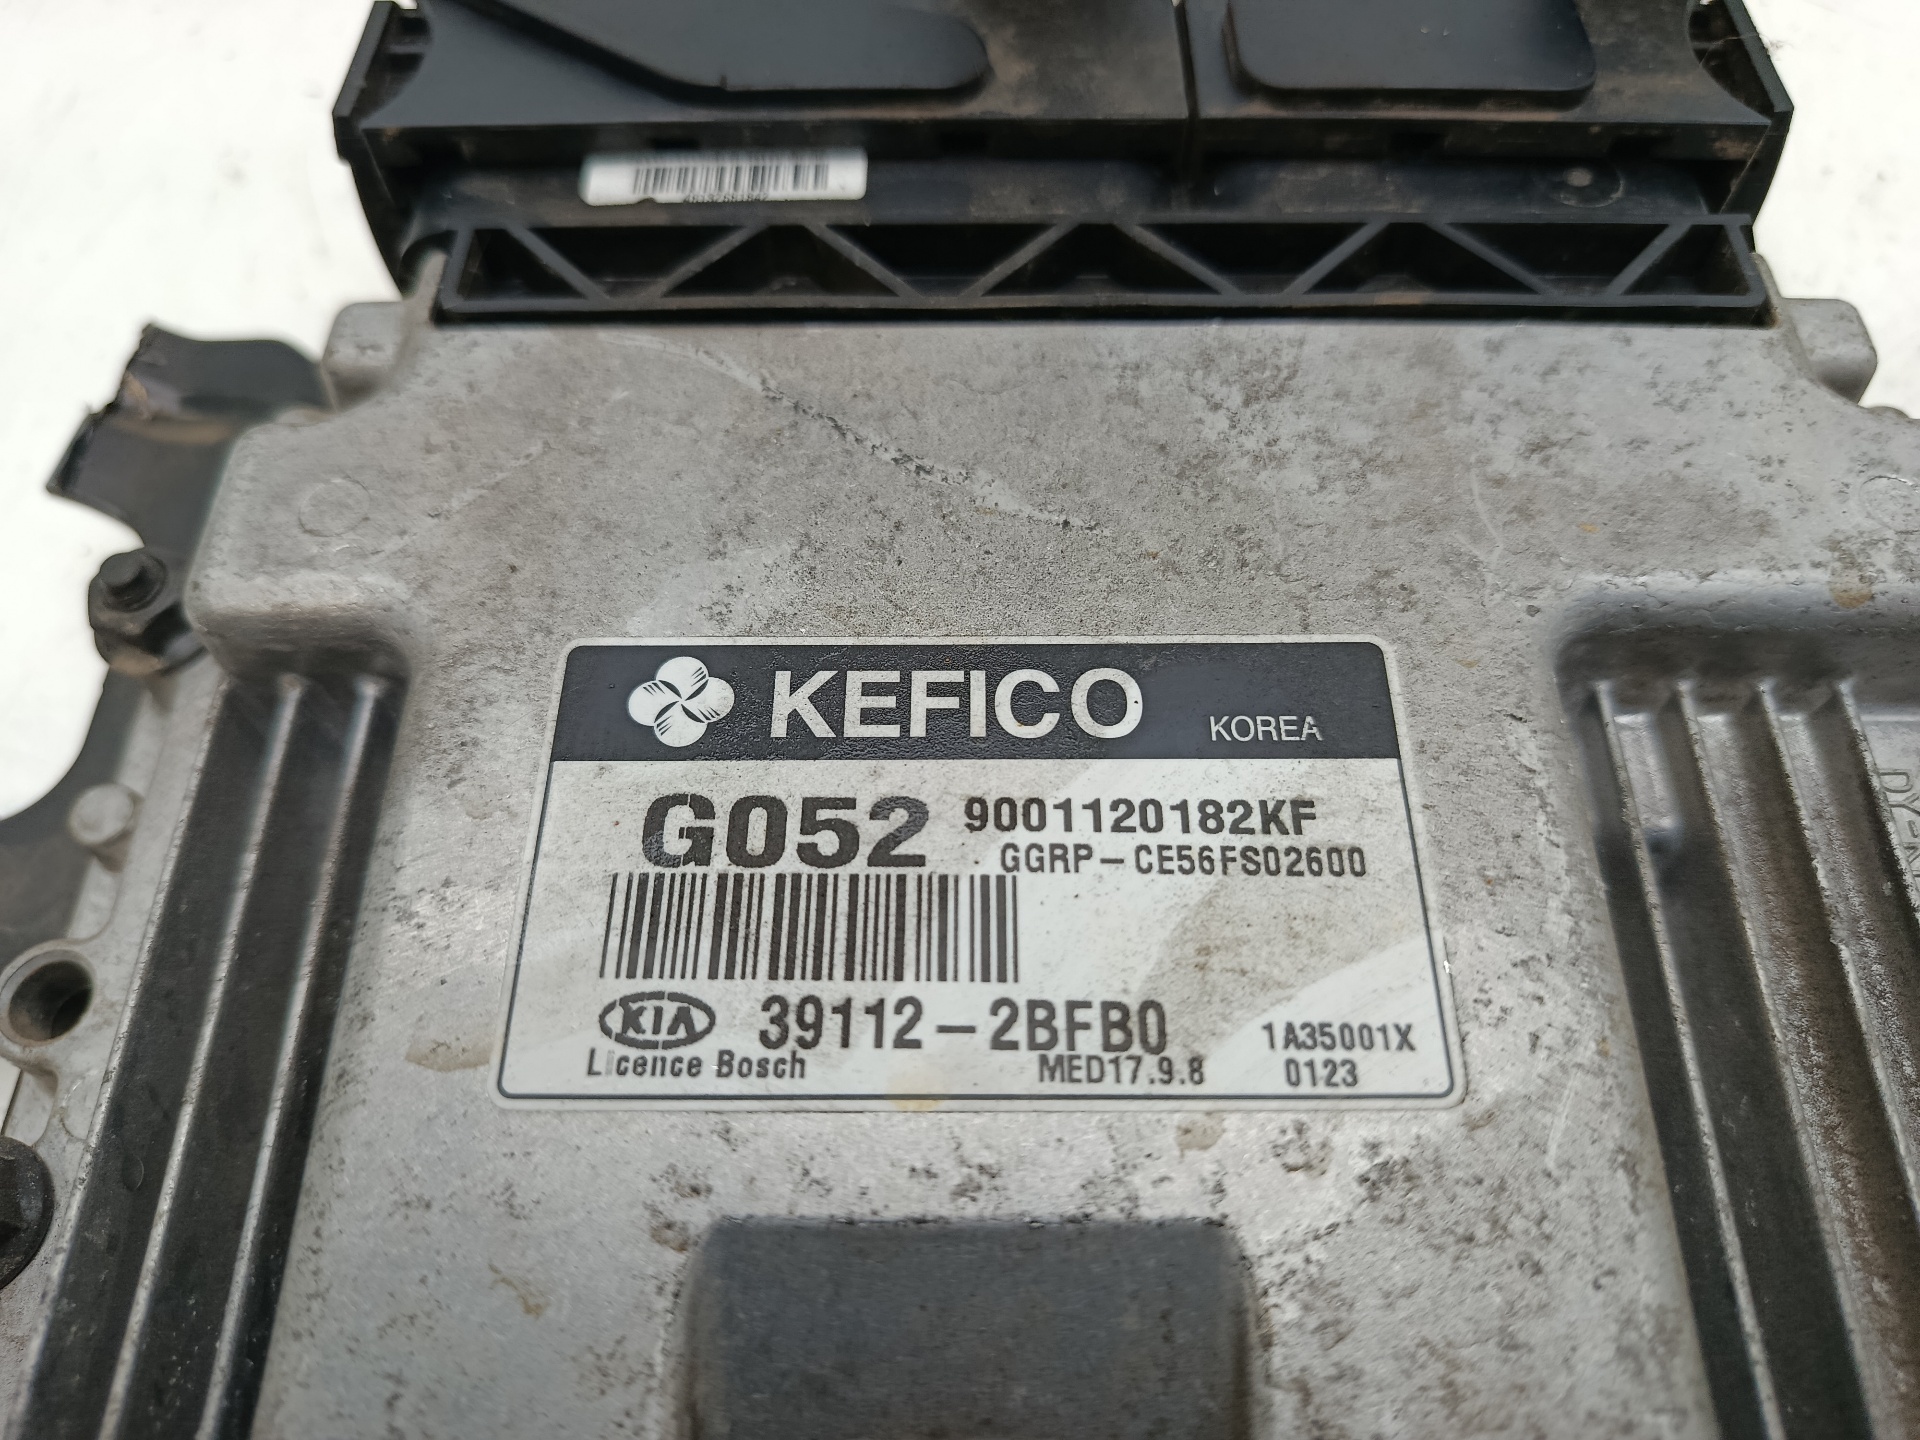 KEFICO KOREA
G052 9001120182KF
GGRP-CE56FS02600
KIA 39112-2BFB0 1A35001X
Licence Bosch MED17.9.8 0123